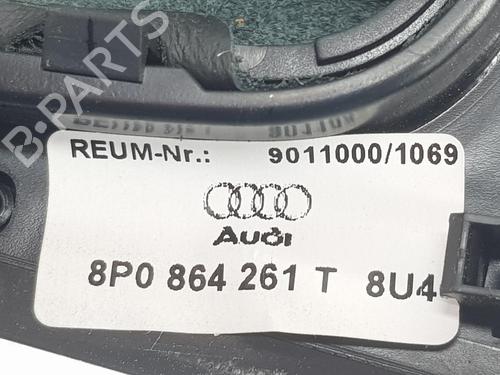 B-PARTS
REUM-Nr.: 9011000/1069
Audi
8P0 864 261 T 8U4